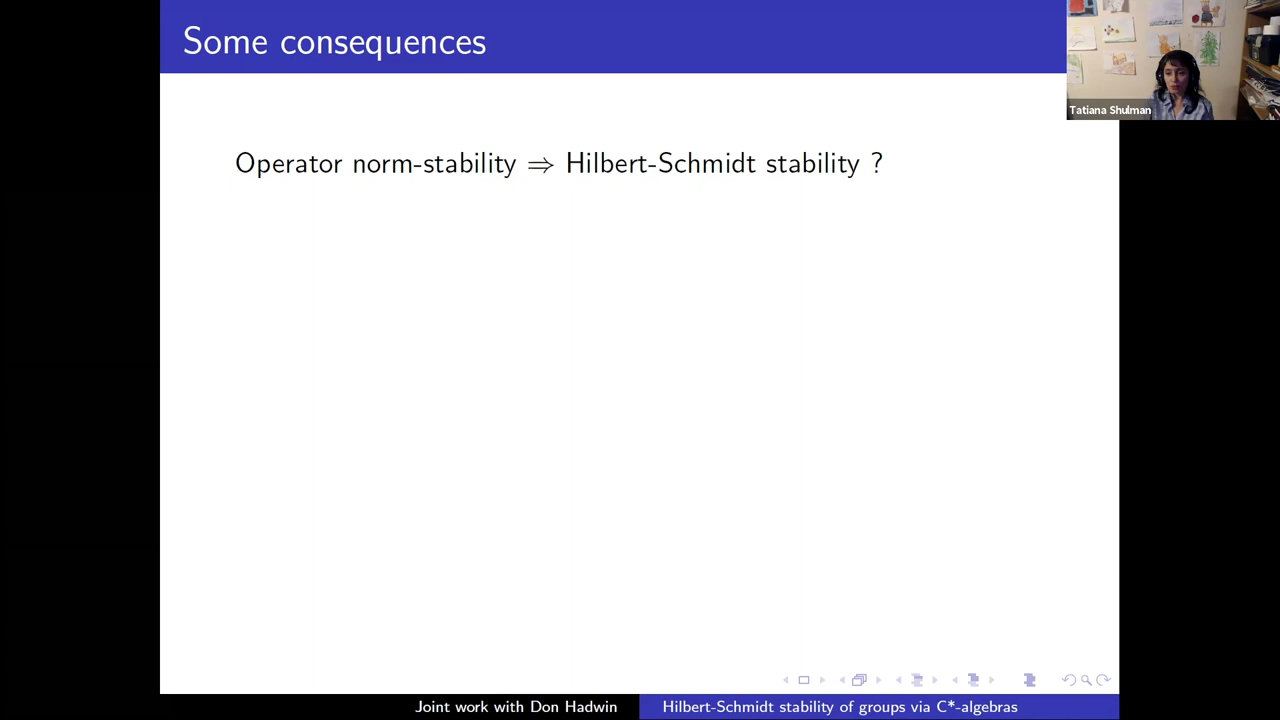 Some consequences
Tatiana Shulman
Operator norm-stability ⇒ Hilbert-Schmidt stability ?
Joint work with Don Hadwin
Hilbert-Schmidt stability of groups via C*-algebras